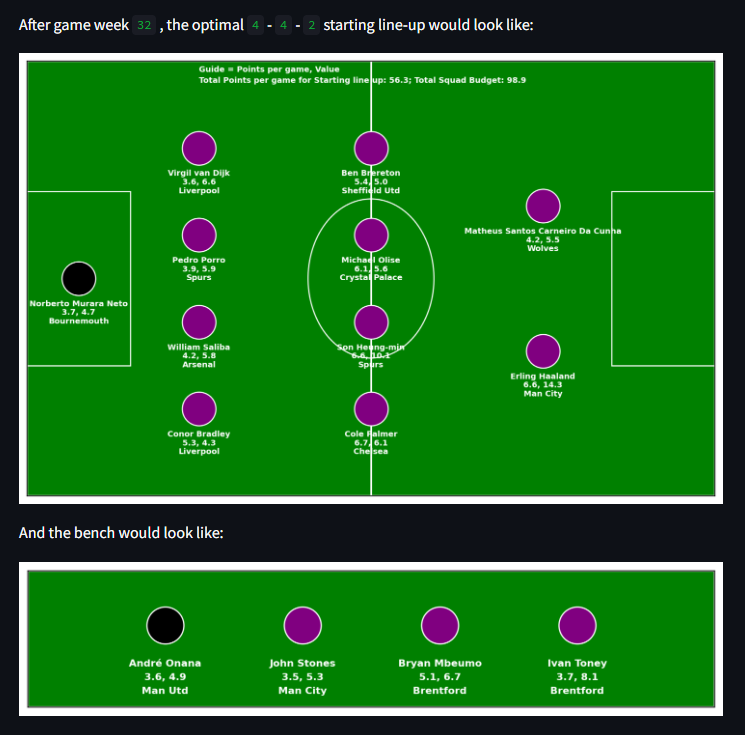 After game week 32 , the optimal 4 - 4 - 2 starting line-up would look like:
Guide = Points per game, Value
Total Points per game for Starting line up: 56.3; Total Squad Budget: 98.9
Norberto Murara Neto
3.7, 4.7
Bournemouth
Virgil van Dijk
3.6, 6.6
Liverpool
Pedro Porro
3.9, 5.9
Spurs
William Saliba
4.2, 5.8
Arsenal
Conor Bradley
5.3, 4.3
Liverpool
Ben Brereton
5.4, 5.0
Sheffield Utd
Michael Olise
6.1, 5.6
Crystal Palace
Son Heung-min
6.6, 10.1
Spurs
Cole Palmer
6.7, 6.1
Chelsea
Matheus Santos Carneiro Da Cunha
4.2, 5.5
Wolves
Erling Haaland
6.6, 14.3
Man City
And the bench would look like:
André Onana
3.6, 4.9
Man Utd
John Stones
3.5, 5.3
Man City
Bryan Mbeumo
5.1, 6.7
Brentford
Ivan Toney
3.7, 8.1
Brentford